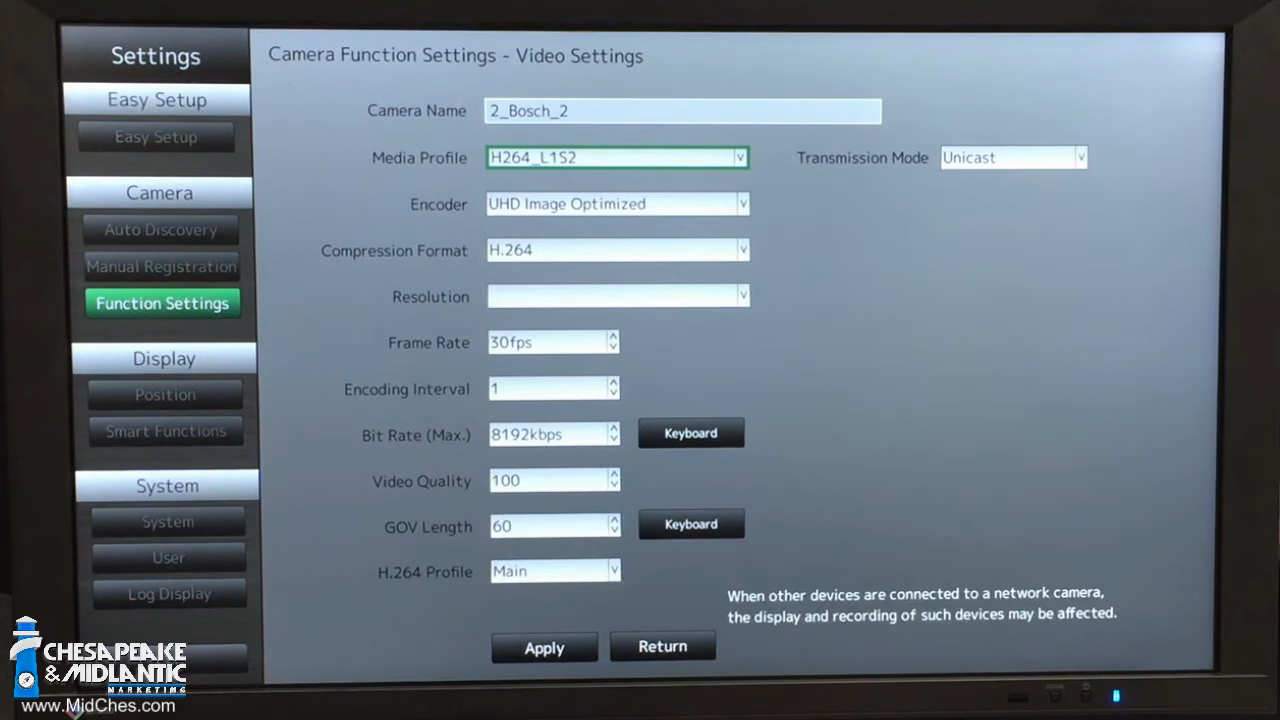 Settings
Easy Setup
Easy Setup
Camera
Auto Discovery
Manual Registration
Function Settings
Display
Position
Smart Functions
System
System
User
Log Display
Camera Function Settings - Video Settings
Camera Name 2_Bosch_2
Media Profile H264_L1S2 Transmission Mode Unicast
Encoder UHD Image Optimized
Compression Format H.264
Resolution
Frame Rate 30fps
Encoding Interval 1
Bit Rate (Max.) 8192kbps Keyboard
Video Quality 100
GOV Length 60 Keyboard
H.264 Profile Main
When other devices are connected to a network camera,
the display and recording of such devices may be affected.
Apply Return
CHESAPEAKE
& MIDLANTIC
MARKETING
www.MidChes.com